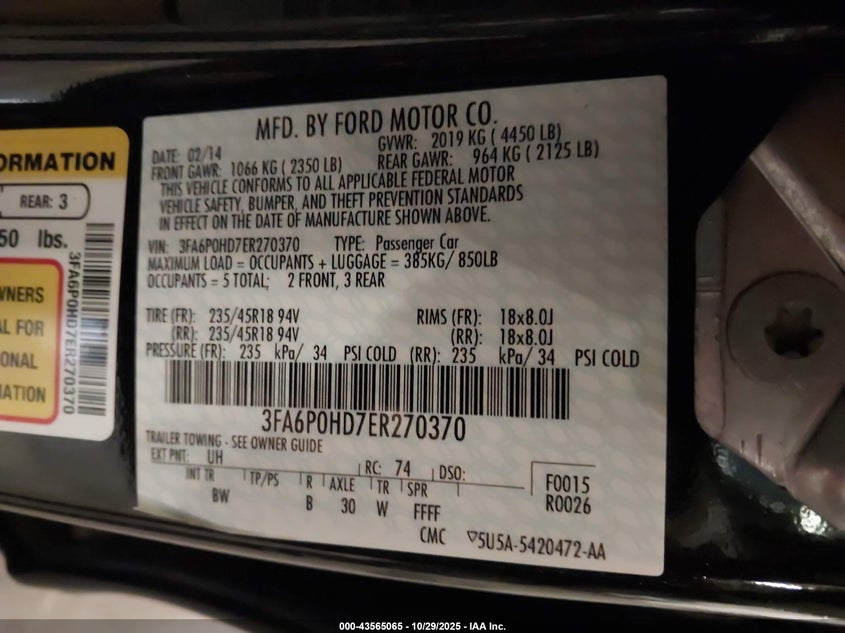 ORMATION
REAR: 3
50 lbs.
WNERS
AL FOR
ONAL
MATION
3FA6P0HD7ER270370
MFD. BY FORD MOTOR CO.
DATE: 02/14 GVWR: 2019 KG ( 4450 LB)
FRONT GAWR: 1066 KG ( 2350 LB) REAR GAWR: 964 KG ( 2125 LB)
THIS VEHICLE CONFORMS TO ALL APPLICABLE FEDERAL MOTOR
VEHICLE SAFETY, BUMPER, AND THEFT PREVENTION STANDARDS
IN EFFECT ON THE DATE OF MANUFACTURE SHOWN ABOVE.
VIN: 3FA6P0HD7ER270370 TYPE: Passenger Car
MAXIMUM LOAD = OCCUPANTS + LUGGAGE = 385KG/ 850LB
OCCUPANTS = 5 TOTAL; 2 FRONT, 3 REAR
TIRE (FR): 235/45R18 94V RIMS (FR): 18x8.0J
(RR): 235/45R18 94V (RR): 18x8.0J
PRESSURE (FR): 235 kPa/ 34 PSI COLD (RR): 235 kPa/ 34 PSI COLD
3FA6P0HD7ER270370
TRAILER TOWING - SEE OWNER GUIDE
EXT PNT: UH RC: 74 DSO:
INT TR TP/PS R AXLE TR SPR F0015
BW B 30 W FFFF R0026
CMC ▽5U5A-5420472-AA
000-43565065 - 10/29/2025 - IAA Inc.